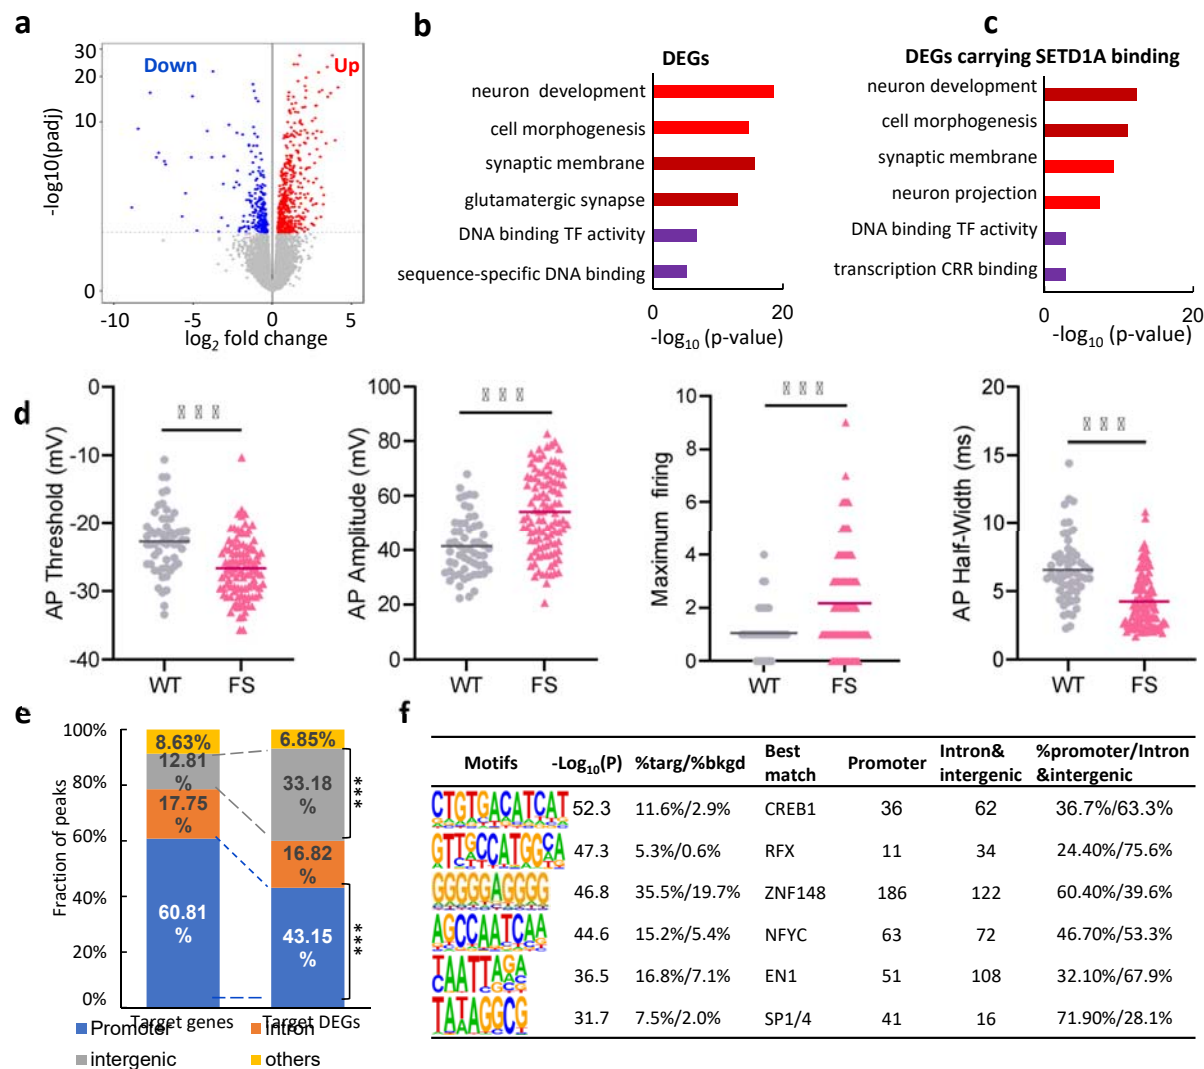 a
30
20
10
0
-log10(padj)
Down
Up
-10
-5
0
5
log2 fold change
b
DEGs
neuron development
cell morphogenesis
synaptic membrane
glutamatergic synapse
DNA binding TF activity
sequence-specific DNA binding
0
20
-log10 (p-value)
c
DEGs carrying SETD1A binding
neuron development
cell morphogenesis
synaptic membrane
neuron projection
DNA binding TF activity
transcription CRR binding
0
20
-log10 (p-value)
d
AP Threshold (mV)
0
-10
-20
-30
-40
WT FS
AP Amplitude (mV)
100
80
60
40
20
0
WT FS
Maximum firing
10
8
6
4
2
0
WT FS
AP Half-Width (ms)
20
15
10
5
0
WT FS
e
Fraction of peaks
100%
80%
60%
40%
20%
0%
8.63%
12.81
%
17.75
%
60.81
%
6.85%
33.18
%
16.82
%
43.15
%
***
***
Target genes Target DEGs
Promoter Intron
intergenic others
f
Motifs -Log10(P) %targ/%bkgd Best match Promoter Intron& intergenic %promoter/Intron &intergenic
CTGTGACATCAT 52.3 11.6%/2.9% CREB1 36 62 36.7%/63.3%
GTTGCCATGGCA 47.3 5.3%/0.6% RFX 11 34 24.40%/75.6%
GGGGGAGGGG 46.8 35.5%/19.7% ZNF148 186 122 60.40%/39.6%
AGCCAATCAA 44.6 15.2%/5.4% NFYC 63 72 46.70%/53.3%
TAATTAGA 36.5 16.8%/7.1% EN1 51 108 32.10%/67.9%
TATAGGCG 31.7 7.5%/2.0% SP1/4 41 16 71.90%/28.1%